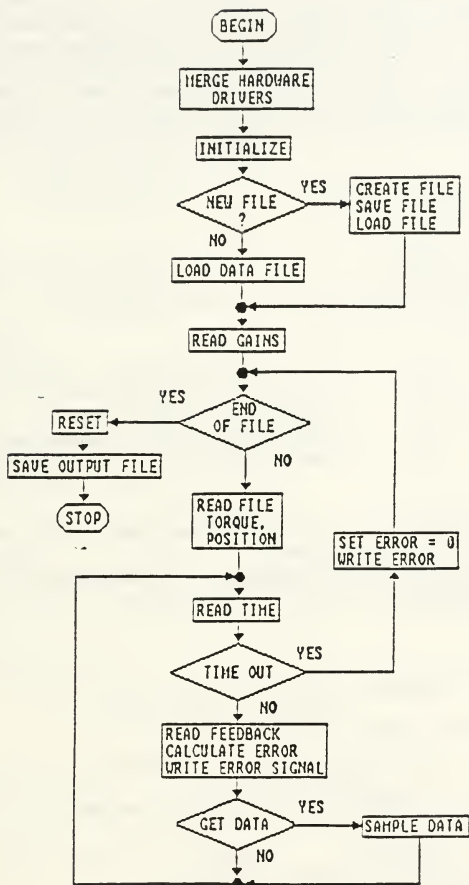 BEGIN
MERGE HARDWARE
DRIVERS
INITIALIZE
NEW FILE
?
YES
CREATE FILE
SAVE FILE
LOAD FILE
NO
LOAD DATA FILE
READ GAINS
END
OF FILE
YES
RESET
SAVE OUTPUT FILE
STOP
NO
READ FILE
TORQUE,
POSITION
SET ERROR = 0
WRITE ERROR
READ TIME
TIME OUT
YES
NO
READ FEEDBACK
CALCULATE ERROR
WRITE ERROR SIGNAL
GET DATA
YES
SAMPLE DATA
NO